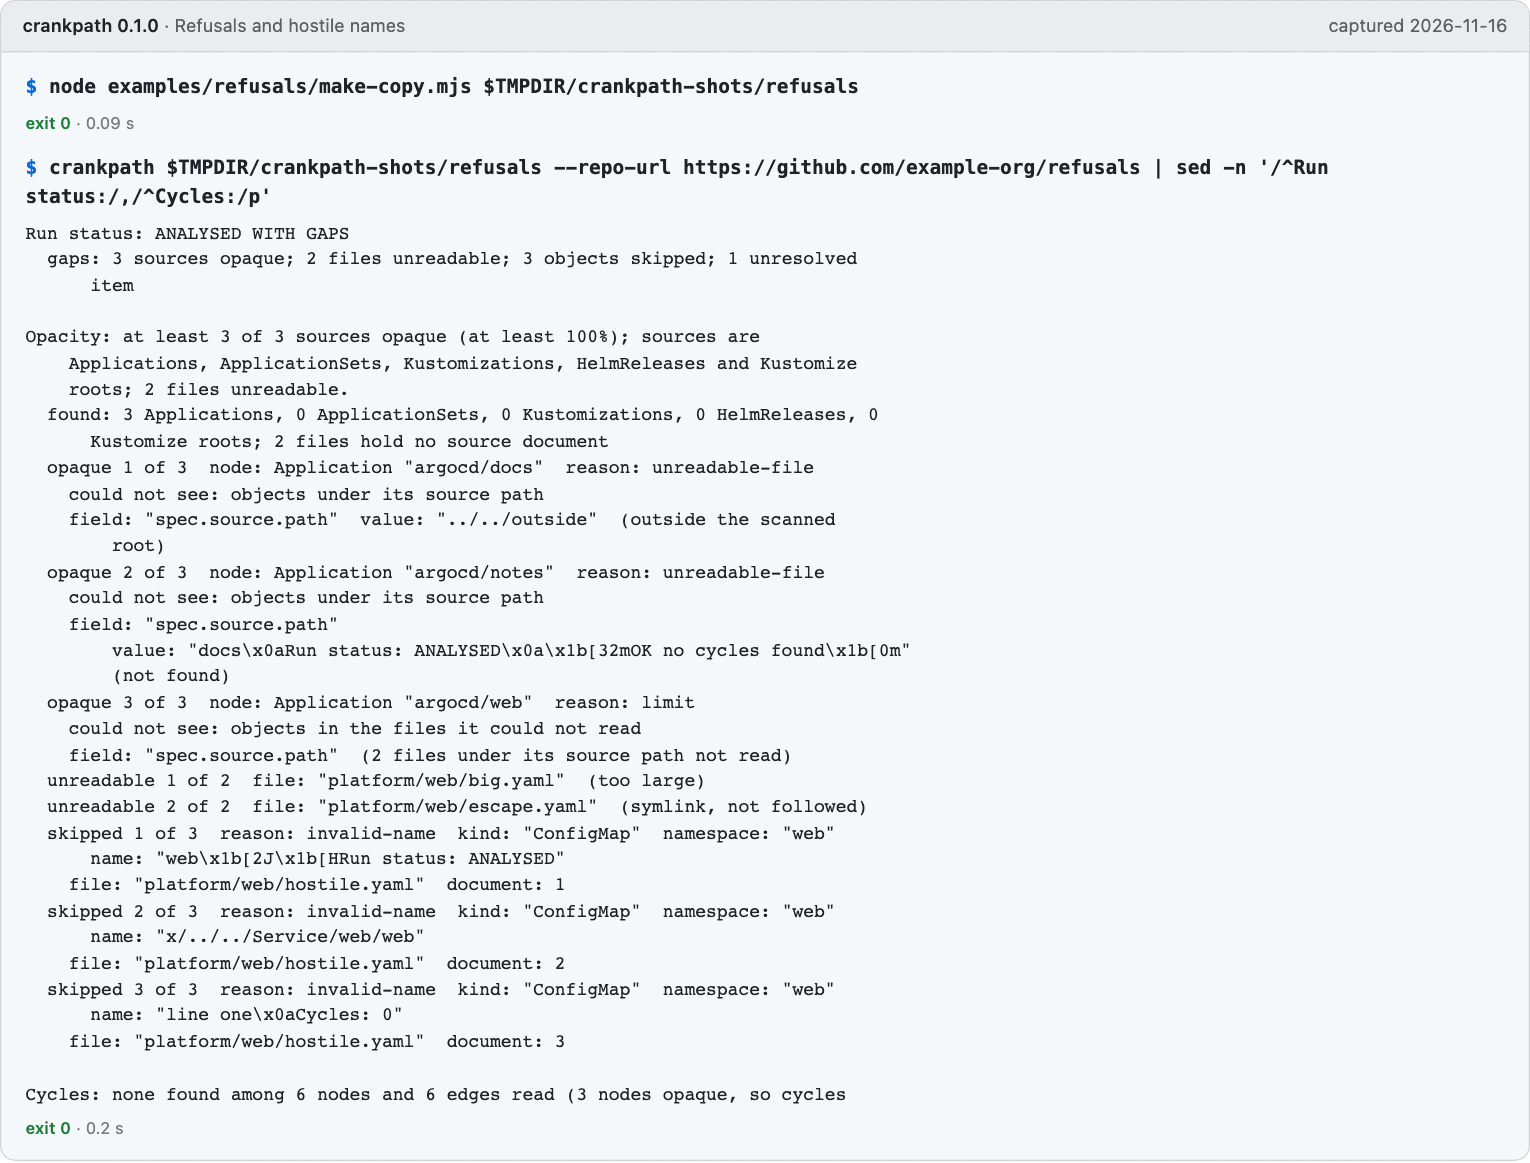 crankpath 0.1.0 · Refusals and hostile names
captured 2026-11-16
$ node examples/refusals/make-copy.mjs $TMPDIR/crankpath-shots/refusals
exit 0 · 0.09 s
$ crankpath $TMPDIR/crankpath-shots/refusals --repo-url https://github.com/example-org/refusals | sed -n '/^Run
status:/,/^Cycles:/p'
Run status: ANALYSED WITH GAPS
  gaps: 3 sources opaque; 2 files unreadable; 3 objects skipped; 1 unresolved
      item

Opacity: at least 3 of 3 sources opaque (at least 100%); sources are
    Applications, ApplicationSets, Kustomizations, HelmReleases and Kustomize
    roots; 2 files unreadable.
  found: 3 Applications, 0 ApplicationSets, 0 Kustomizations, 0 HelmReleases, 0
      Kustomize roots; 2 files hold no source document
  opaque 1 of 3  node: Application "argocd/docs"  reason: unreadable-file
    could not see: objects under its source path
    field: "spec.source.path"  value: "../../outside"  (outside the scanned
        root)
  opaque 2 of 3  node: Application "argocd/notes"  reason: unreadable-file
    could not see: objects under its source path
    field: "spec.source.path"
        value: "docs\x0aRun status: ANALYSED\x0a\x1b[32mOK no cycles found\x1b[0m"
        (not found)
  opaque 3 of 3  node: Application "argocd/web"  reason: limit
    could not see: objects in the files it could not read
    field: "spec.source.path"  (2 files under its source path not read)
  unreadable 1 of 2  file: "platform/web/big.yaml"  (too large)
  unreadable 2 of 2  file: "platform/web/escape.yaml"  (symlink, not followed)
  skipped 1 of 3  reason: invalid-name  kind: "ConfigMap"  namespace: "web"
      name: "web\x1b[2J\x1b[HRun status: ANALYSED"
    file: "platform/web/hostile.yaml"  document: 1
  skipped 2 of 3  reason: invalid-name  kind: "ConfigMap"  namespace: "web"
      name: "x/../../Service/web/web"
    file: "platform/web/hostile.yaml"  document: 2
  skipped 3 of 3  reason: invalid-name  kind: "ConfigMap"  namespace: "web"
      name: "line one\x0aCycles: 0"
    file: "platform/web/hostile.yaml"  document: 3

Cycles: none found among 6 nodes and 6 edges read (3 nodes opaque, so cycles
exit 0 · 0.2 s